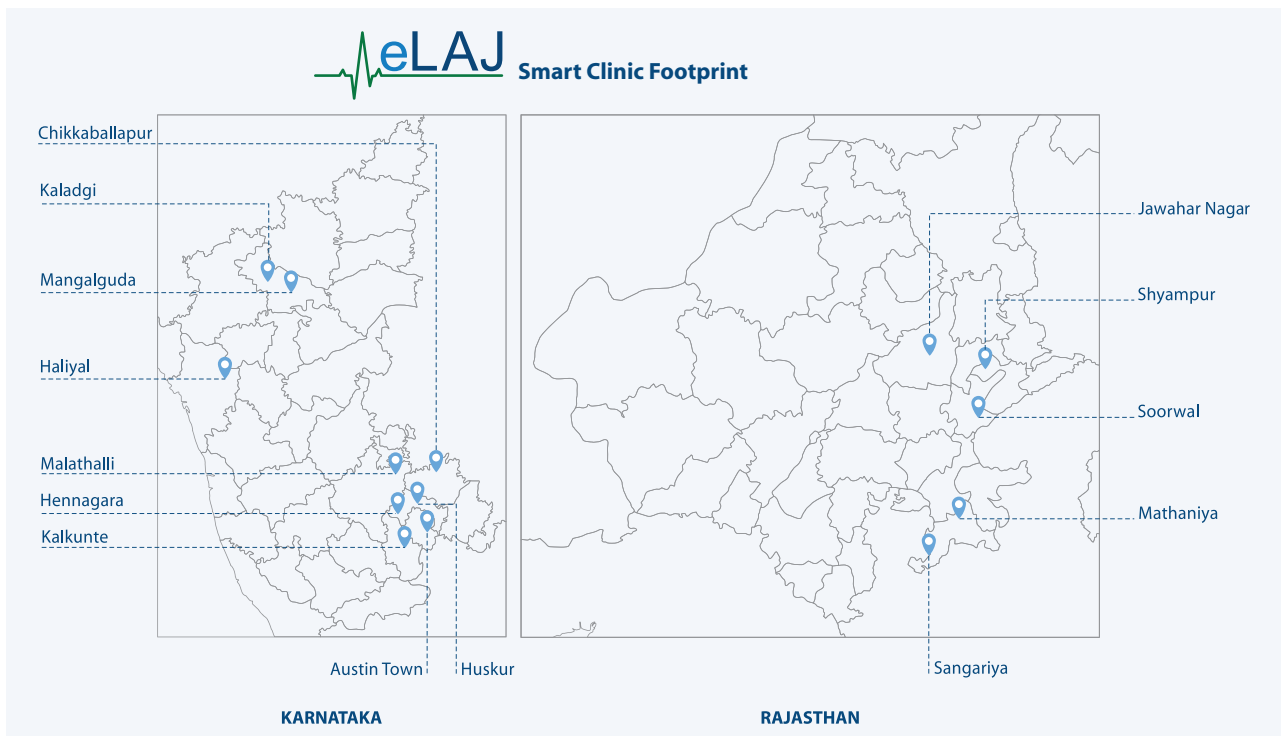 eLAJ Smart Clinic Footprint
Chikkaballapur
Kaladgi
Mangalguda
Haliyal
Malathalli
Hennagara
Kalkunte
Austin Town
Huskur
KARNATAKA
Jawahar Nagar
Shyampur
Soorwal
Mathaniya
Sangariya
RAJASTHAN